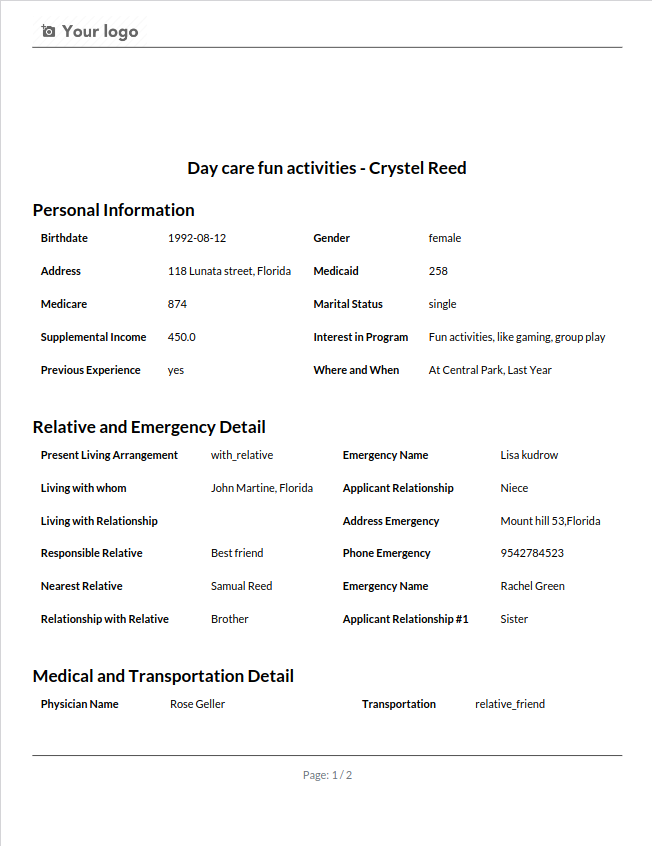 Your logo
Day care fun activities - Crystel Reed
Personal Information
Birthdate 1992-08-12 Gender female
Address 118 Lunata street, Florida Medicaid 258
Medicare 874 Marital Status single
Supplemental Income 450.0 Interest in Program Fun activities, like gaming, group play
Previous Experience yes Where and When At Central Park, Last Year
Relative and Emergency Detail
Present Living Arrangement with_relative Emergency Name Lisa kudrow
Living with whom John Martine, Florida Applicant Relationship Niece
Living with Relationship Address Emergency Mount hill 53,Florida
Responsible Relative Best friend Phone Emergency 9542784523
Nearest Relative Samual Reed Emergency Name Rachel Green
Relationship with Relative Brother Applicant Relationship #1 Sister
Medical and Transportation Detail
Physician Name Rose Geller Transportation relative_friend
Page: 1 / 2